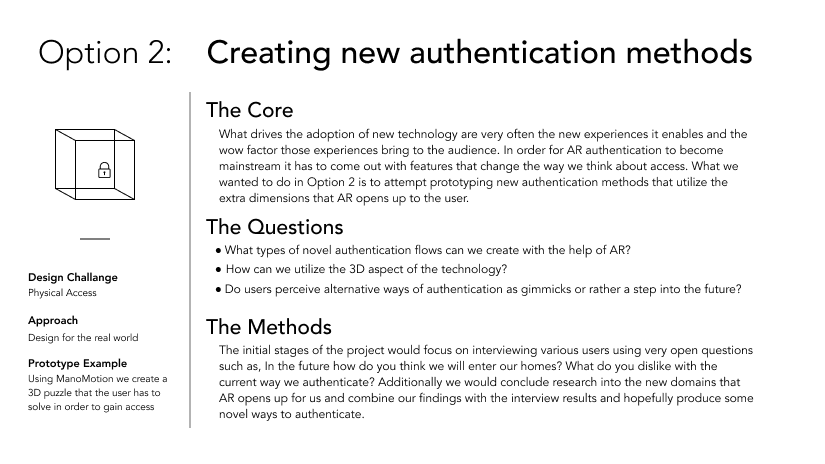 Option 2: Creating new authentication methods
Design Challange
Physical Access
Approach
Design for the real world
Prototype Example
Using ManoMotion we create a
3D puzzle that the user has to
solve in order to gain access
The Core
What drives the adoption of new technology are very often the new experiences it enables and the
wow factor those experiences bring to the audience. In order for AR authentication to become
mainstream it has to come out with features that change the way we think about access. What we
wanted to do in Option 2 is to attempt prototyping new authentication methods that utilize the
extra dimensions that AR opens up to the user.
The Questions
• What types of novel authentication flows can we create with the help of AR?
• How can we utilize the 3D aspect of the technology?
• Do users perceive alternative ways of authentication as gimmicks or rather a step into the future?
The Methods
The initial stages of the project would focus on interviewing various users using very open questions
such as, In the future how do you think we will enter our homes? What do you dislike with the
current way we authenticate? Additionally we would conclude research into the new domains that
AR opens up for us and combine our findings with the interview results and hopefully produce some
novel ways to authenticate.